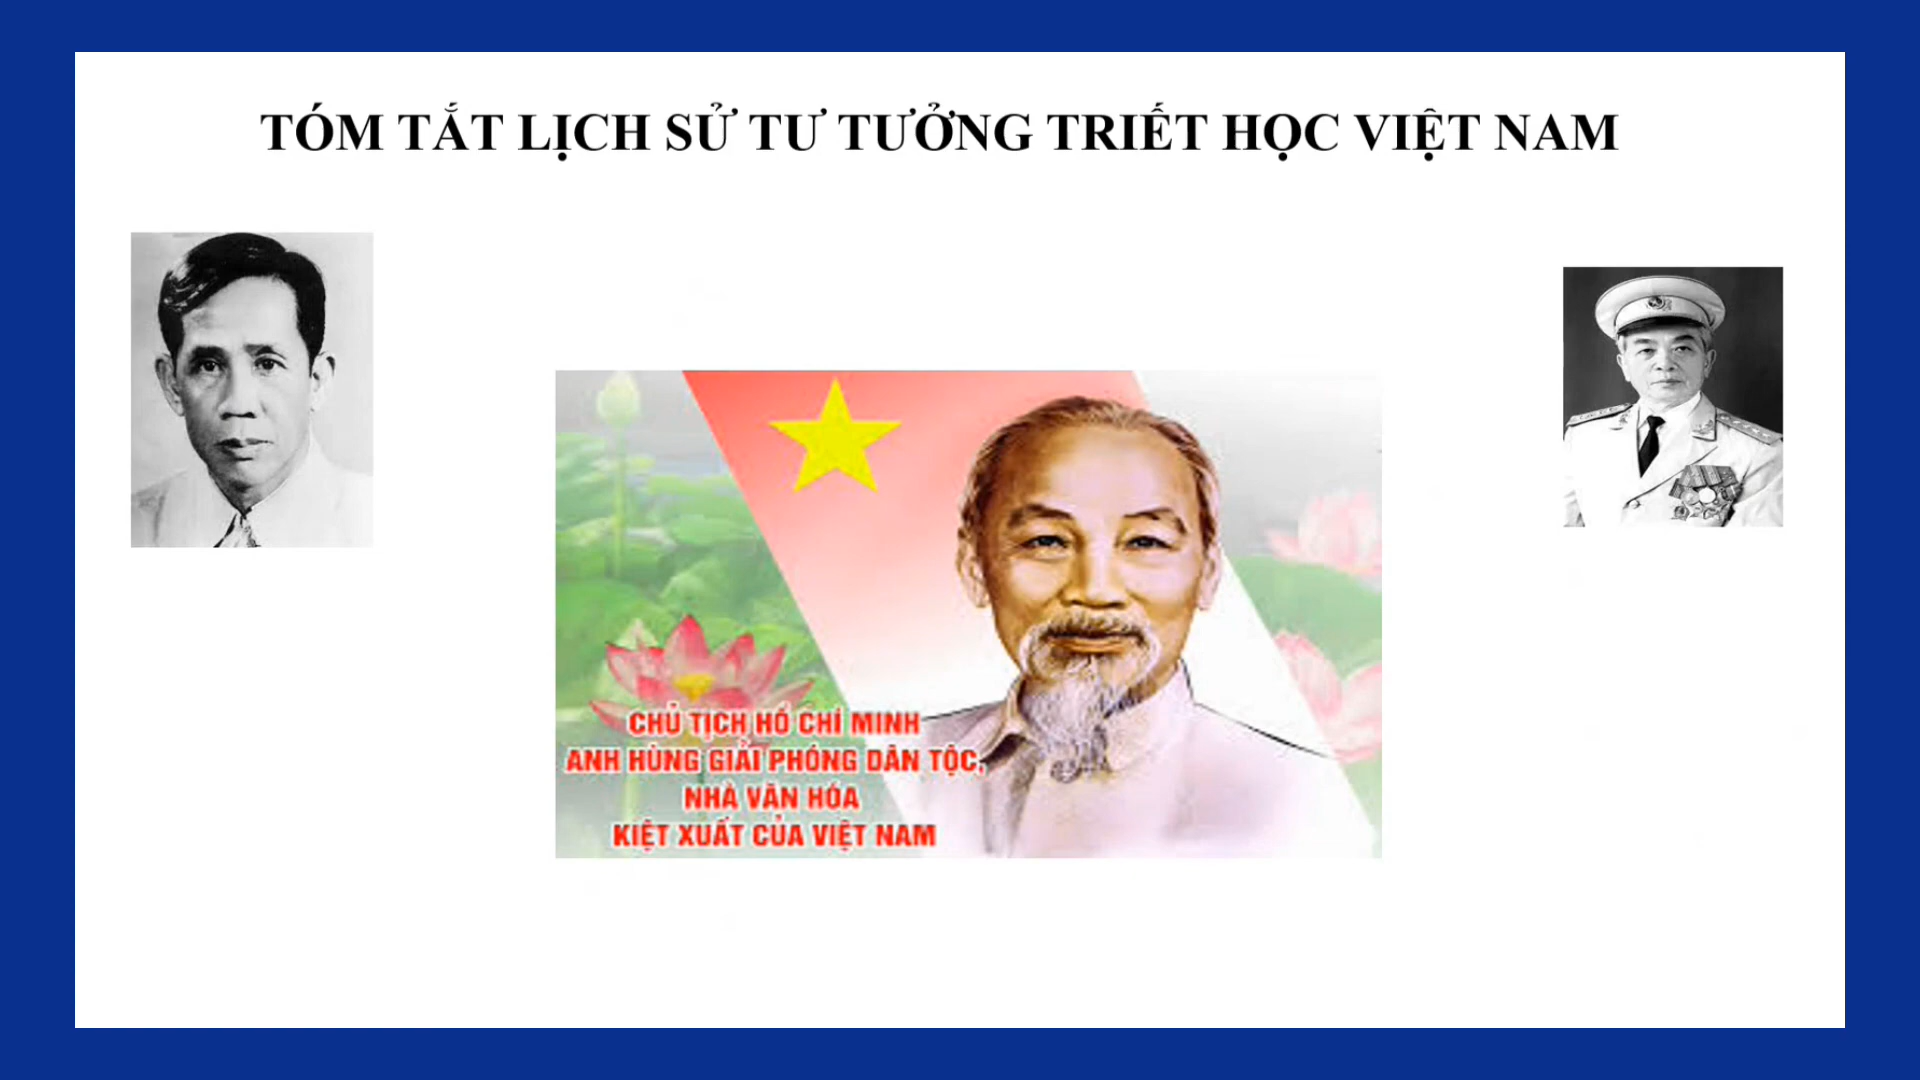 TÓM TẮT LỊCH SỬ TƯ TƯỞNG TRIẾT HỌC VIỆT NAM
CHỦ TỊCH HỒ CHÍ MINH
ANH HÙNG GIẢI PHÓNG DÂN TỘC,
NHÀ VĂN HÓA
KIỆT XUẤT CỦA VIỆT NAM